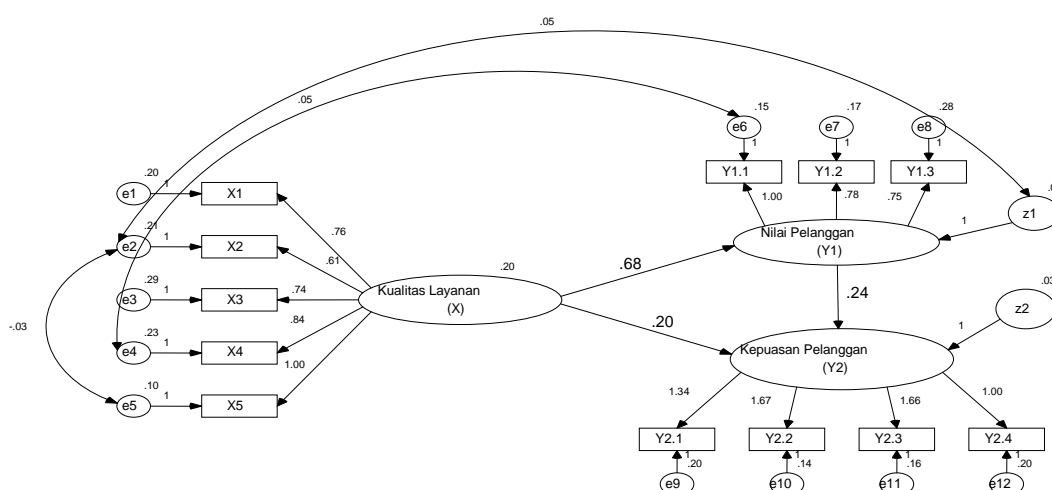 .05
.05
.15
.17
.28
e6
e7
e8
1
1
1
Y1.1
Y1.2
Y1.3
1.00
.78
.75
.20
e1
1
X1
.21
e2
1
X2
.29
e3
1
X3
.23
e4
1
X4
.10
e5
1
X5
-.03
.76
.61
.74
.84
1.00
.20
Kualitas Layanan
(X)
.68
.20
Nilai Pelanggan
(Y1)
1
z1
.24
Kepuasan Pelanggan
(Y2)
1
z2
.03
1.34
1.67
1.66
1.00
Y2.1
Y2.2
Y2.3
Y2.4
1
1
1
1
.20
.14
.16
.20
e9
e10
e11
e12